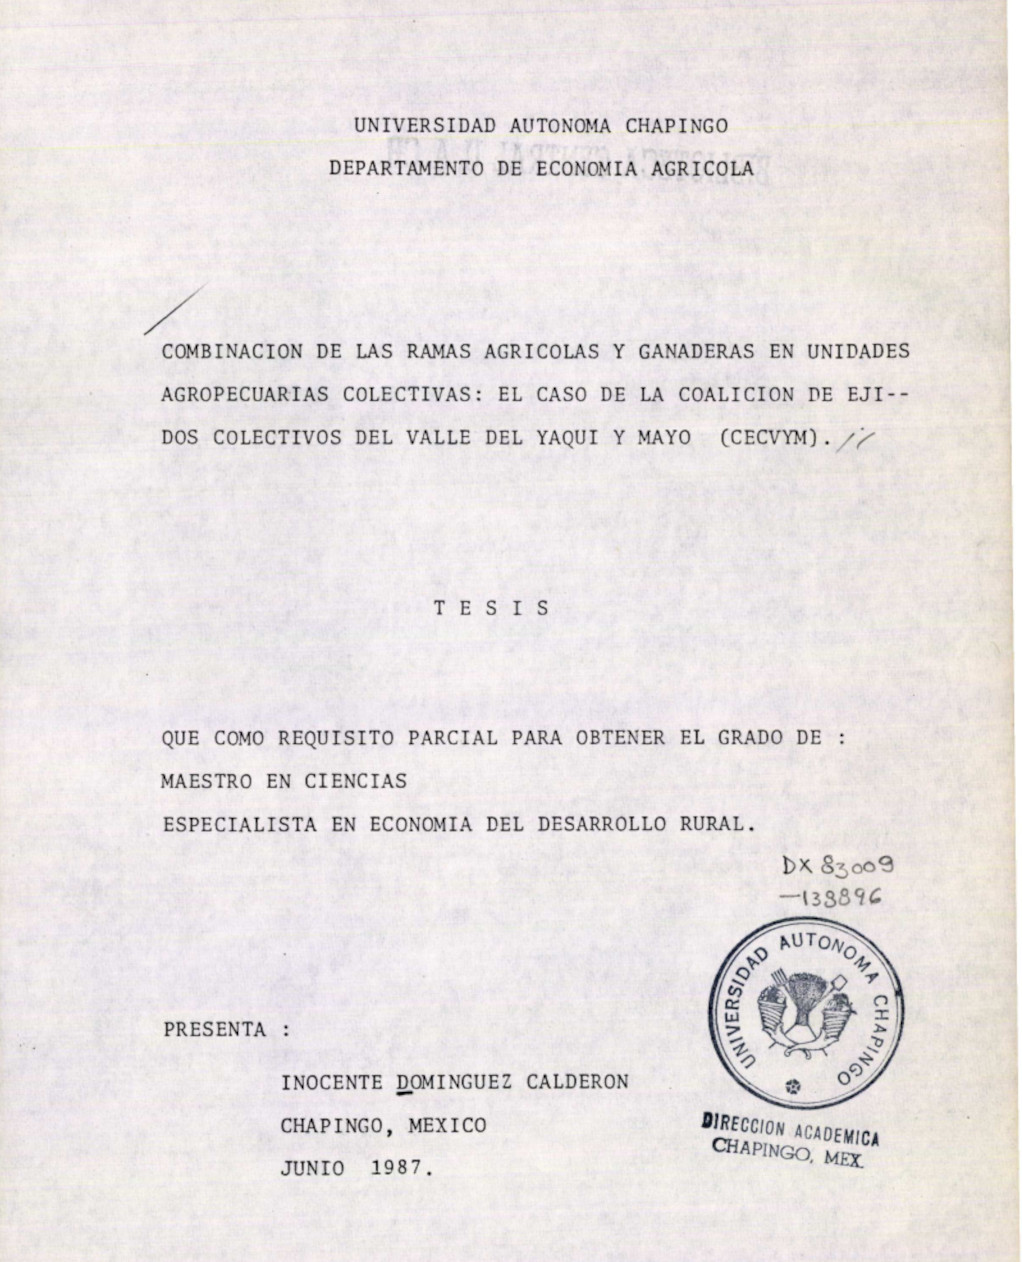 UNIVERSIDAD AUTONOMA CHAPINGO
DEPARTAMENTO DE ECONOMIA AGRICOLA
COMBINACION DE LAS RAMAS AGRICOLAS Y GANADERAS EN UNIDADES
AGROPECUARIAS COLECTIVAS: EL CASO DE LA COALICION DE EJI--
DOS COLECTIVOS DEL VALLE DEL YAQUI Y MAYO (CECVYM).
T E S I S
QUE COMO REQUISITO PARCIAL PARA OBTENER EL GRADO DE :
MAESTRO EN CIENCIAS
ESPECIALISTA EN ECONOMIA DEL DESARROLLO RURAL.
DX 83009
-138896
UNIVERSIDAD AUTONOMA CHAPINGO
DIRECCION ACADEMICA
CHAPINGO, MEX.
PRESENTA :
INOCENTE DOMINGUEZ CALDERON
CHAPINGO, MEXICO
JUNIO 1987.